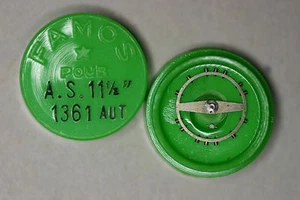 FAMOS
POUR
A.S. 11½"
1361 AUT